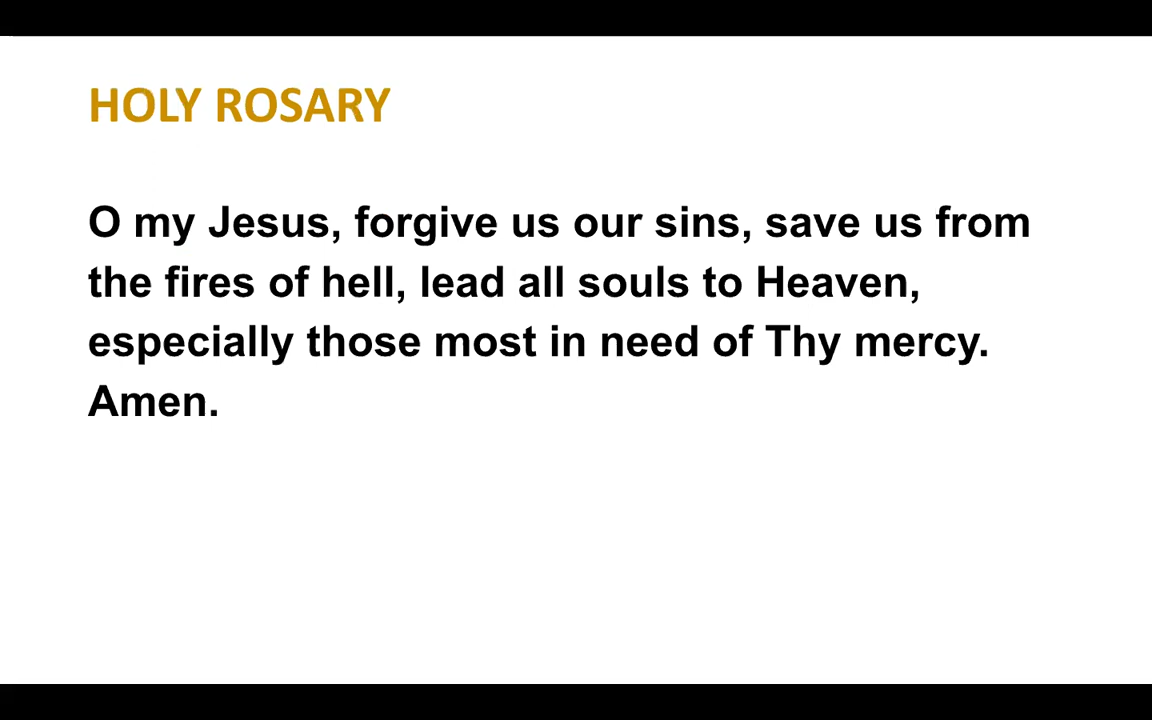 HOLY ROSARY
O my Jesus, forgive us our sins, save us from
the fires of hell, lead all souls to Heaven,
especially those most in need of Thy mercy.
Amen.